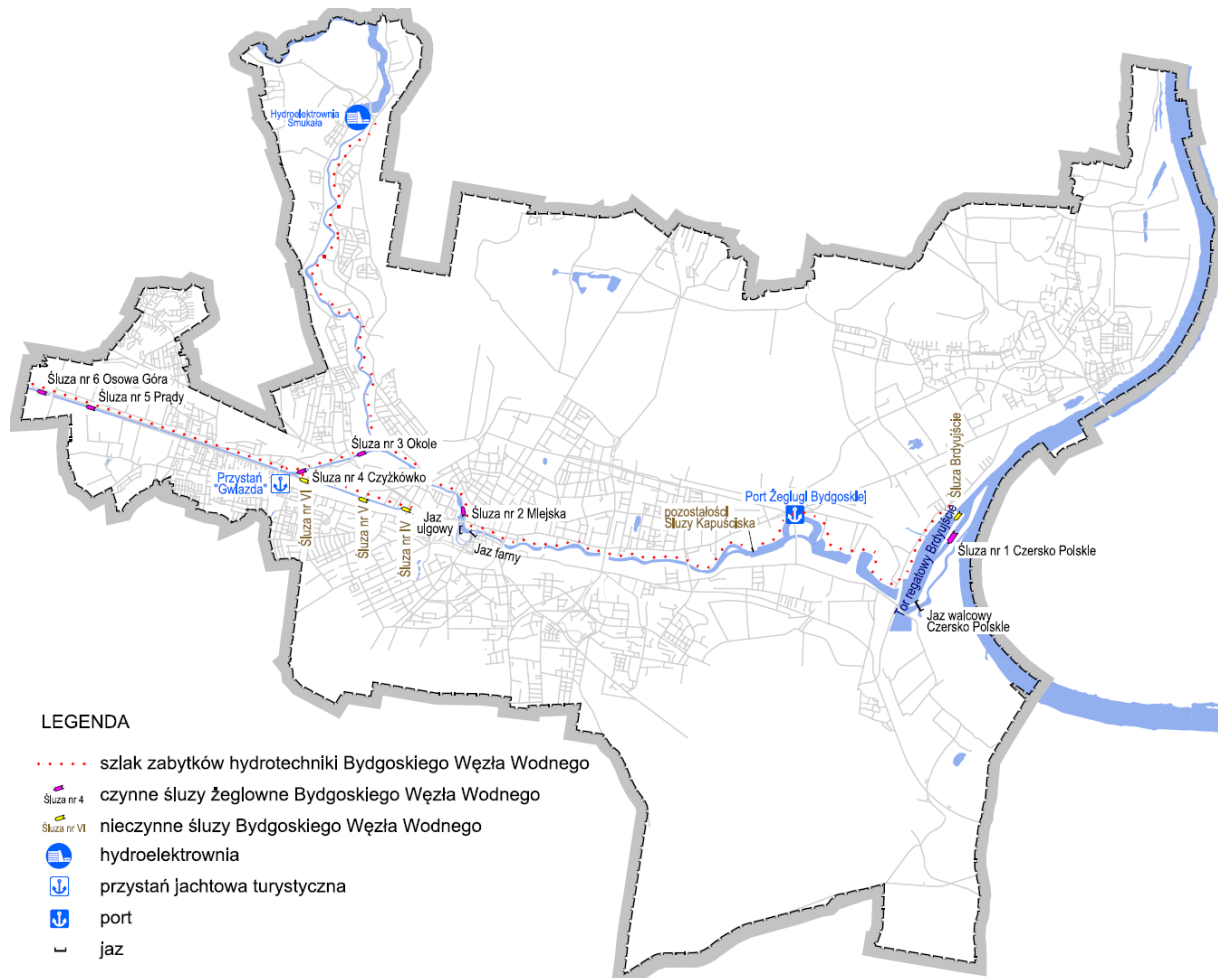 Hydroelektrownia
Smukała
Śluza nr 6 Osowa Góra
Śluza nr 5 Prądy
Śluza nr 3 Okole
Przystań
"Gwiazda"
Śluza nr 4 Czyżkówko
Śluza nr VI
Śluza nr V
Śluza nr IV
Jaz
ulgowy
Śluza nr 2 Miejska
Jaz farny
pozostałości
Śluzy Kapuściska
Port Żeglugi Bydgoskiej
Śluza Brdyujście
Tor regatowy Brdyujście
Śluza nr 1 Czersko Polskie
Jaz walcowy
Czersko Polskie
LEGENDA
szlak zabytków hydrotechniki Bydgoskiego Węzła Wodnego
Śluza nr 4 czynne śluzy żeglowne Bydgoskiego Węzła Wodnego
Śluza nr VI nieczynne śluzy Bydgoskiego Węzła Wodnego
hydroelektrownia
przystań jachtowa turystyczna
port
jaz